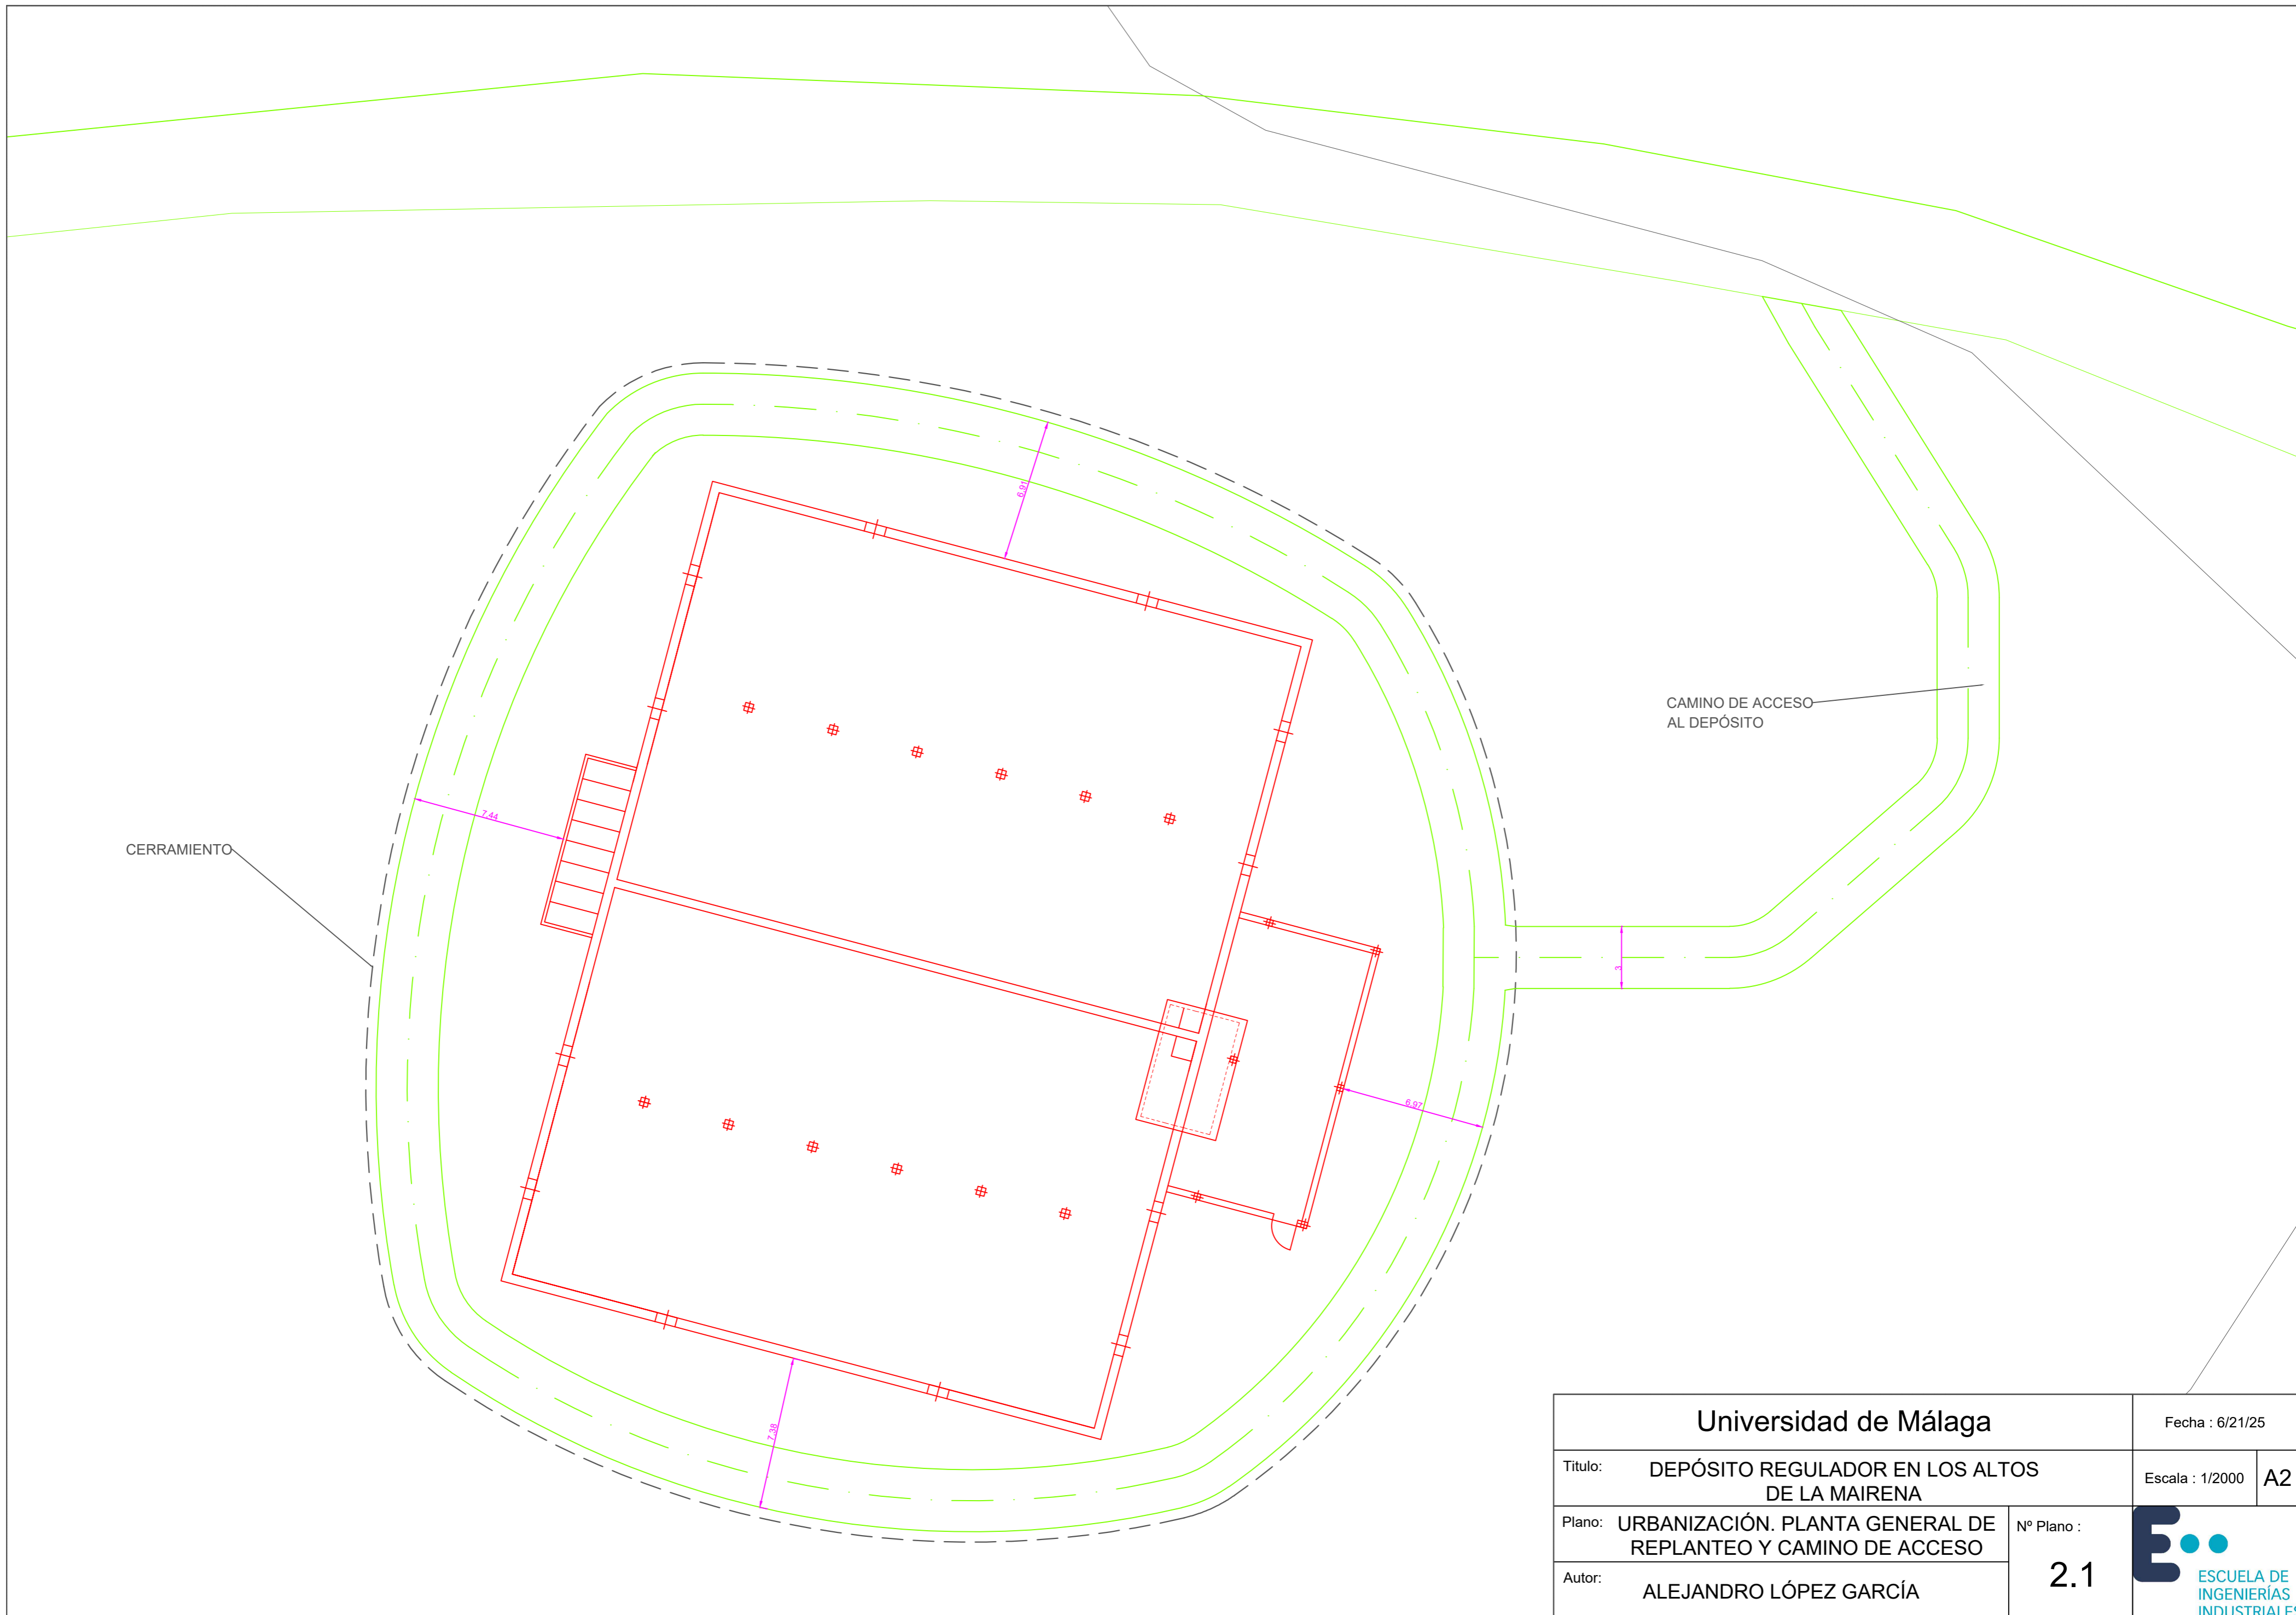 6.91
CAMINO DE ACCESO
AL DEPÓSITO
7.44
CERRAMIENTO
3
6.97
7.38
Universidad de Málaga
Fecha : 6/21/25
Titulo:
DEPÓSITO REGULADOR EN LOS ALTOS
DE LA MAIRENA
Escala : 1/2000
A2
Plano:
URBANIZACIÓN. PLANTA GENERAL DE
REPLANTEO Y CAMINO DE ACCESO
Nº Plano :
2.1
Autor:
ALEJANDRO LÓPEZ GARCÍA
ESCUELA DE
INGENIERÍAS
INDUSTRIALES